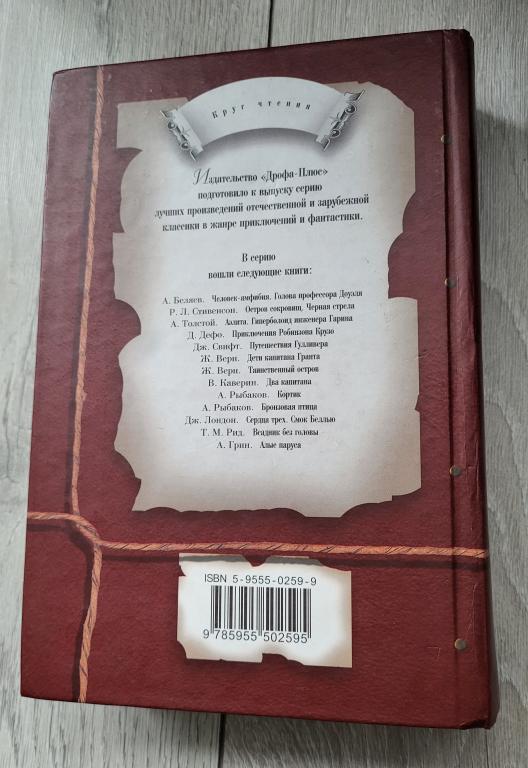 Круг чтения
Издательство «Дрофа-Плюс»
подготовило к выпуску серию
лучших произведений отечественной и зарубежной
классики в жанре приключений и фантастики.
В серию
вошли следующие книги:
А. Беляев. Человек-амфибия. Голова профессора Доуэля
Р. Л. Стивенсон. Остров сокровищ. Черная стрела
А. Толстой. Аэлита. Гиперболоид инженера Гарина
Д. Дефо. Приключения Робинзона Крузо
Дж. Свифт. Путешествия Гулливера
Ж. Верн. Дети капитана Гранта
Ж. Верн. Таинственный остров
В. Каверин. Два капитана
А. Рыбаков. Кортик
А. Рыбаков. Бронзовая птица
Дж. Лондон. Сердца трех. Смок Беллью
Т. М. Рид. Всадник без головы
А. Грин. Алые паруса
ISBN 5-9555-0259-9
9 785955 502595